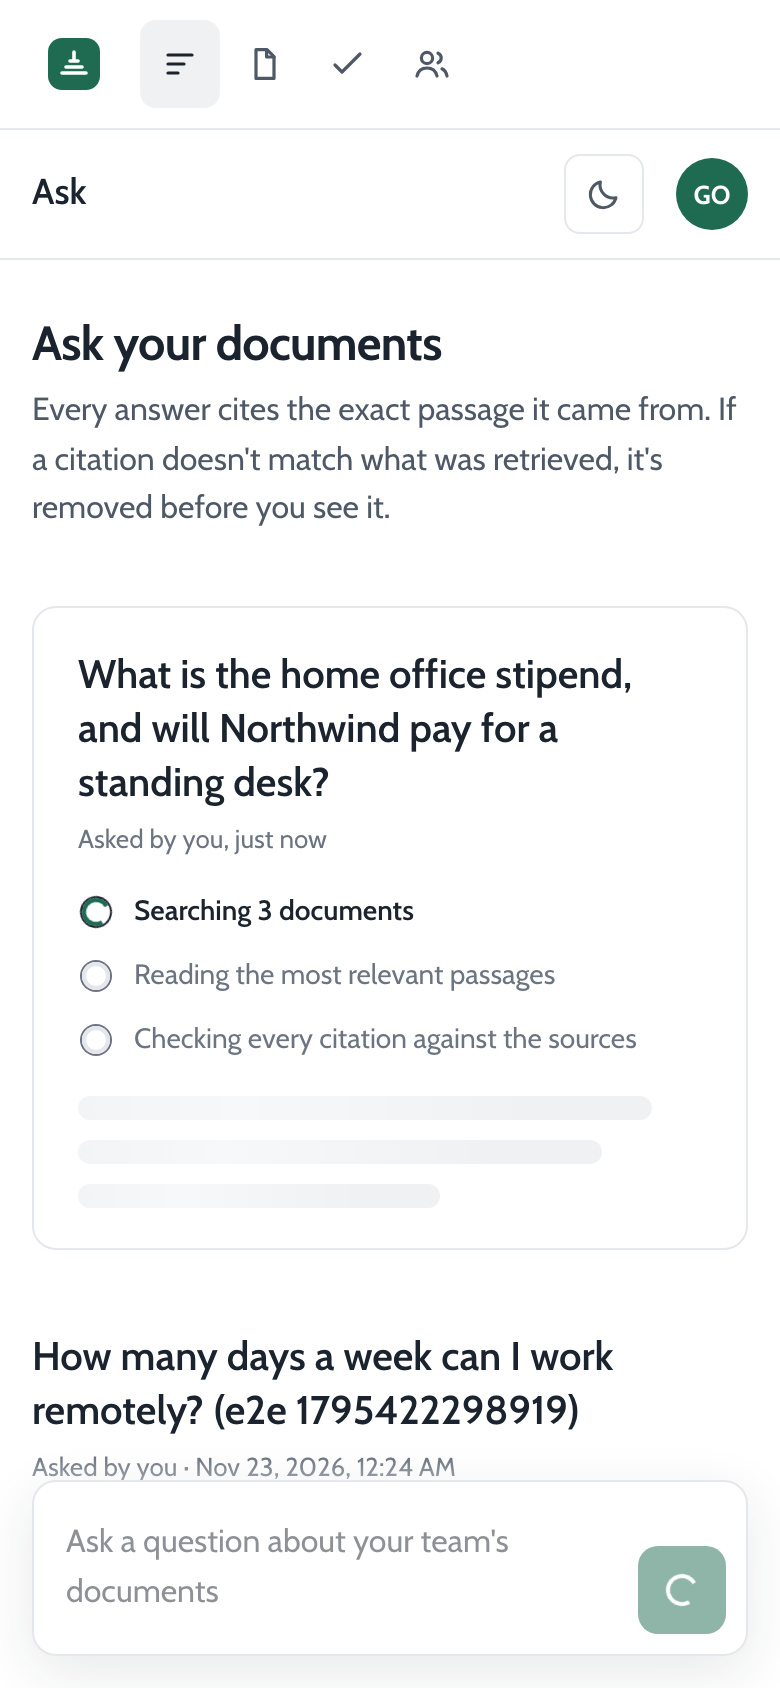 Ask
GO
Ask your documents
Every answer cites the exact passage it came from. If
a citation doesn't match what was retrieved, it's
removed before you see it.
What is the home office stipend,
and will Northwind pay for a
standing desk?
Asked by you, just now
Searching 3 documents
Reading the most relevant passages
Checking every citation against the sources
How many days a week can I work
remotely? (e2e 1795422298919)
Asked by you · Nov 23, 2026, 12:24 AM
Ask a question about your team's
documents